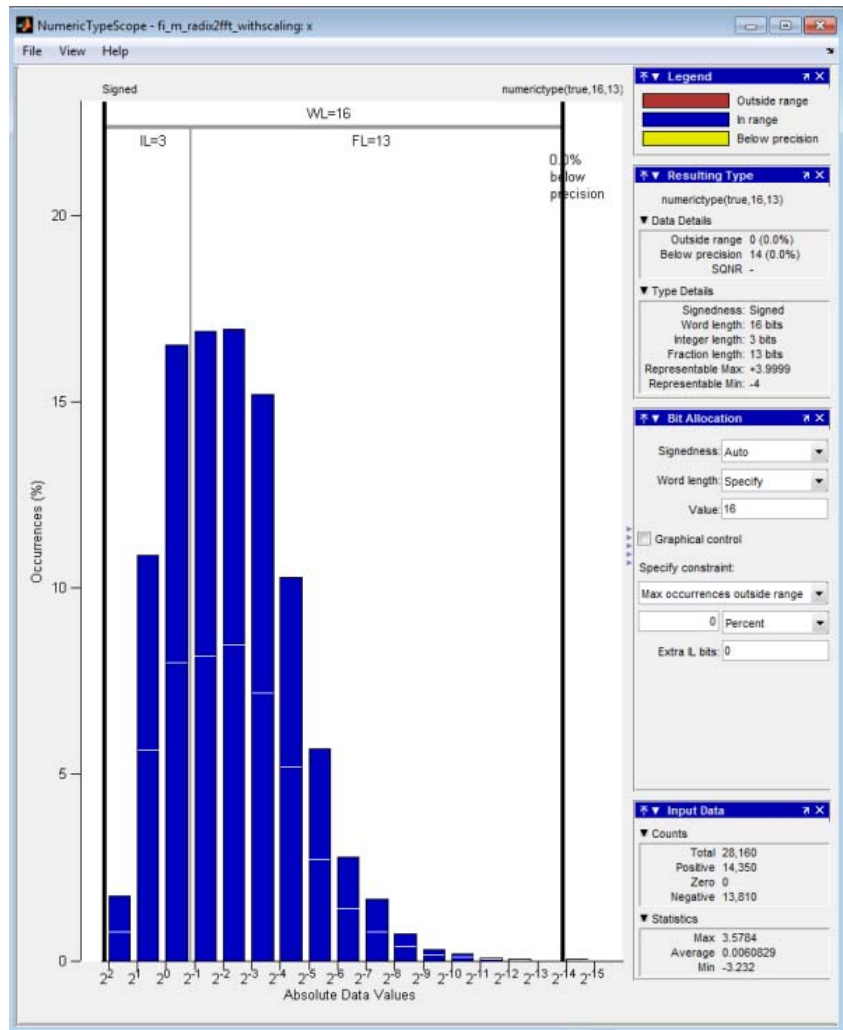 NumericTypeScope - fi_m_radix2fft_withscaling: x
File View Help
Signed
numerictype(true,16,13)
WL=16
IL=3
FL=13
0.0%
below
precision
20
15
10
5
0
Occurrences (%)
2^2 2^1 2^0 2^-1 2^-2 2^-3 2^-4 2^-5 2^-6 2^-7 2^-8 2^-9 2^-10 2^-11 2^-12 2^-13 2^-14 2^-15
Absolute Data Values
Legend
Outside range
In range
Below precision
Resulting Type
numerictype(true,16,13)
Data Details
Outside range 0 (0.0%)
Below precision 14 (0.0%)
SQNR -
Type Details
Signedness: Signed
Word length: 16 bits
Integer length: 3 bits
Fraction length: 13 bits
Representable Max: +3.9999
Representable Min: -4
Bit Allocation
Signedness: Auto
Word length: Specify
Value: 16
Graphical control
Specify constraint:
Max occurrences outside range
0 Percent
Extra IL bits: 0
Input Data
Counts
Total 28,160
Positive 14,350
Zero 0
Negative 13,810
Statistics
Max 3.5784
Average 0.0060829
Min -3.232